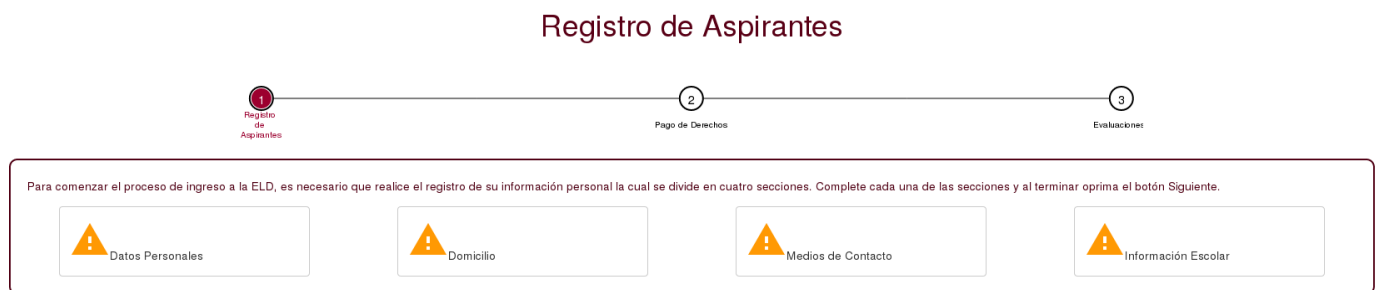 Registro de Aspirantes
1
Registro
de
Aspirantes
2
Pago de Derechos
3
Evaluaciones
Para comenzar el proceso de ingreso a la ELD, es necesario que realice el registro de su información personal la cual se divide en cuatro secciones. Complete cada una de las secciones y al terminar oprima el botón Siguiente.
Datos Personales
Domicilio
Medios de Contacto
Información Escolar